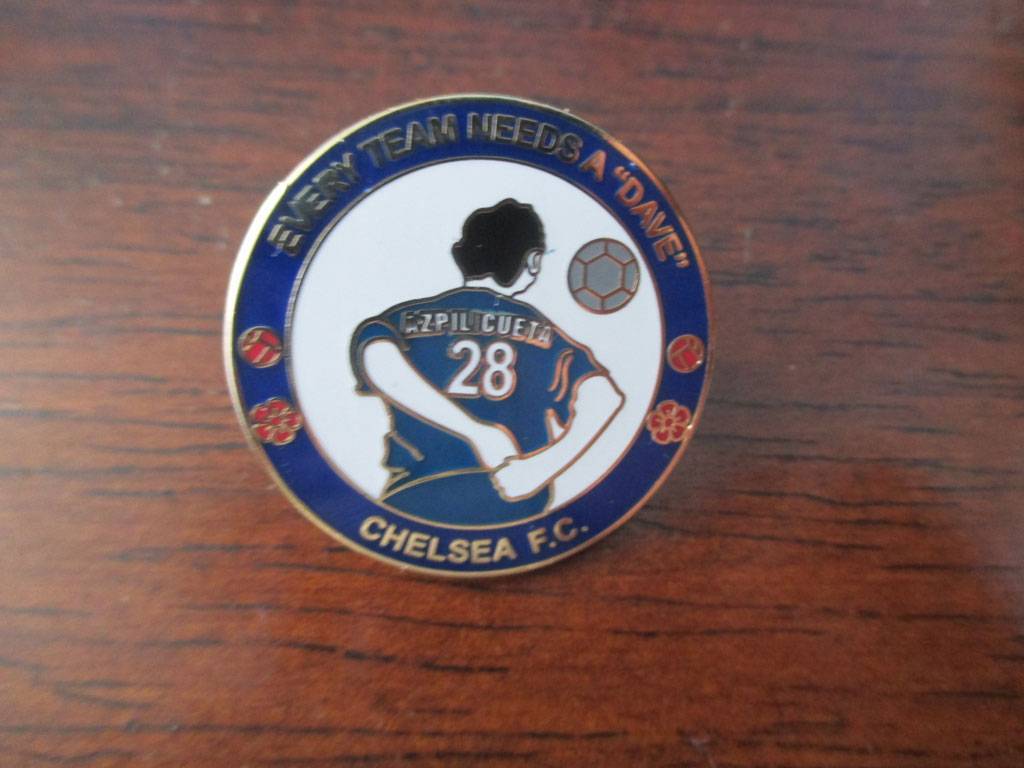 EVERY TEAM NEEDS A "DAVE"
AZPILICUETA
28
CHELSEA F.C.